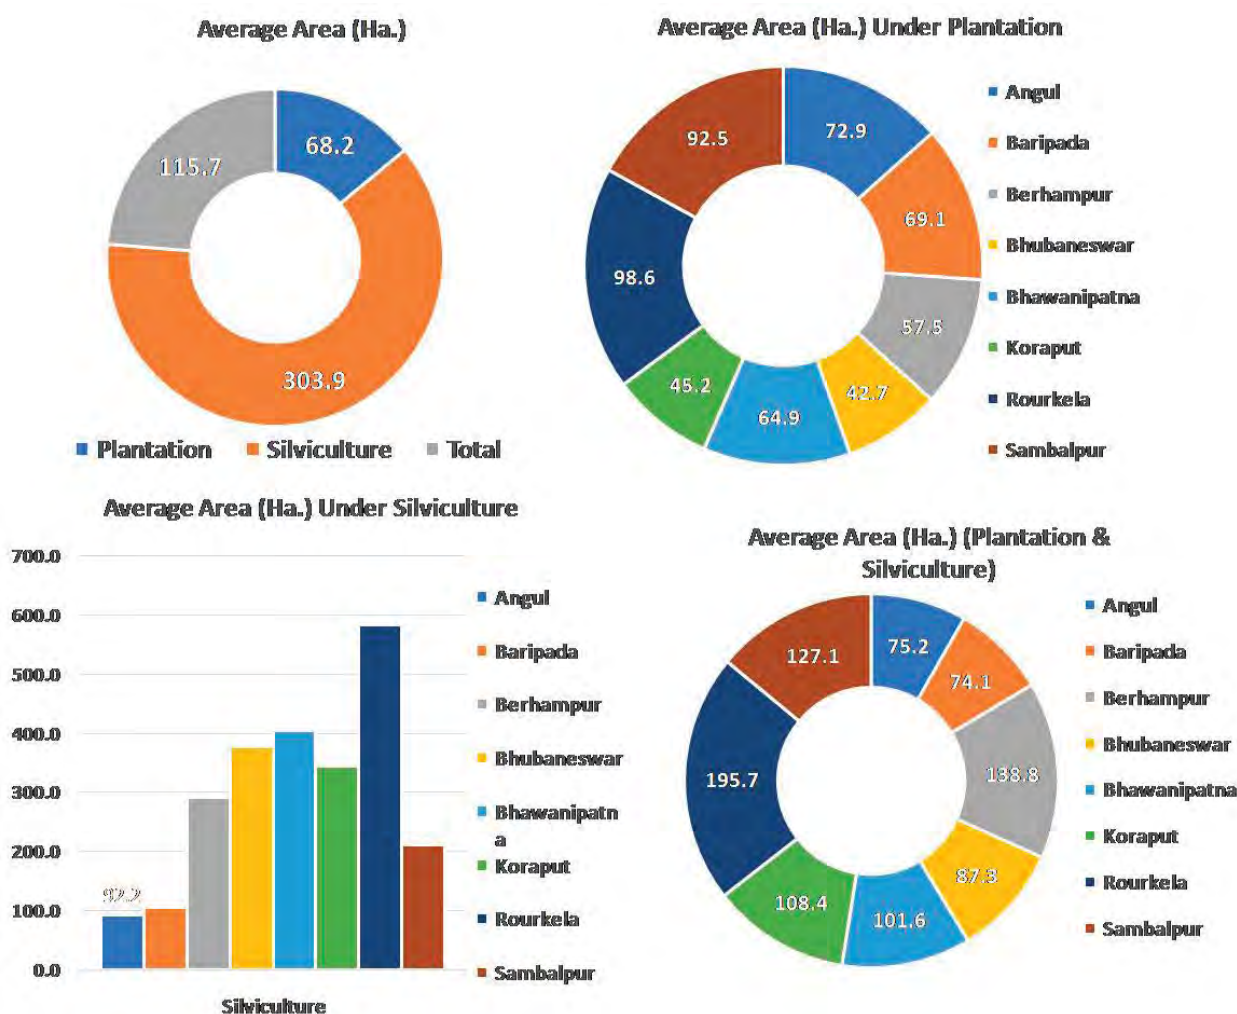 Average Area (Ha.)
68.2
115.7
303.9
Plantation Silviculture Total
Average Area (Ha.) Under Plantation
72.9
69.1
57.5
42.7
64.9
45.2
98.6
92.5
Angul
Baripada
Berhampur
Bhubaneswar
Bhawanipatna
Koraput
Rourkela
Sambalpur
Average Area (Ha.) Under Silviculture
700.0
600.0
500.0
400.0
300.0
200.0
100.0
0.0
Silviculture
Angul
Baripada
Berhampur
Bhubaneswar
Bhawanipatn
a
Koraput
Rourkela
Sambalpur
Average Area (Ha.) (Plantation &
Silviculture)
75.2
74.1
138.8
87.3
101.6
108.4
195.7
127.1
Angul
Baripada
Berhampur
Bhubaneswar
Bhawanipatna
Koraput
Rourkela
Sambalpur